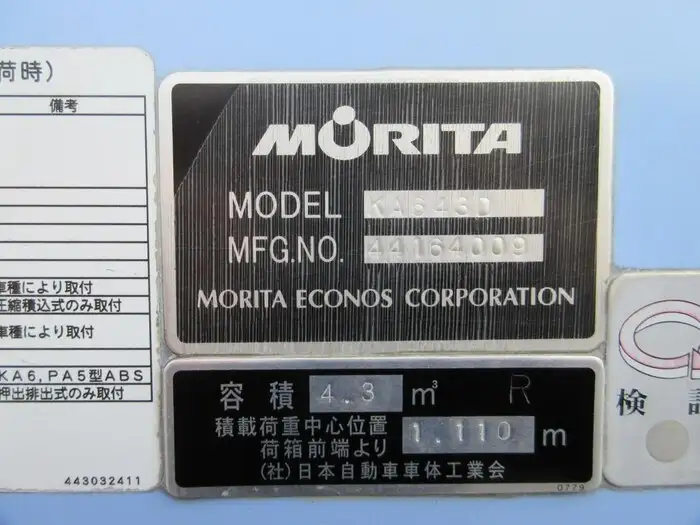 荷時)
備考
車種により取付
圧縮積込式のみ取付
車種により取付
KA6,PA5型ABS
押出排出式のみ取付
443032411
MORITA
MODEL KA643D
MFG.NO. 44164009
MORITA ECONOS CORPORATION
容積 4.3 m³ R
積載荷重中心位置
荷箱前端より 1.110 m
(社)日本自動車車体工業会
0779
検